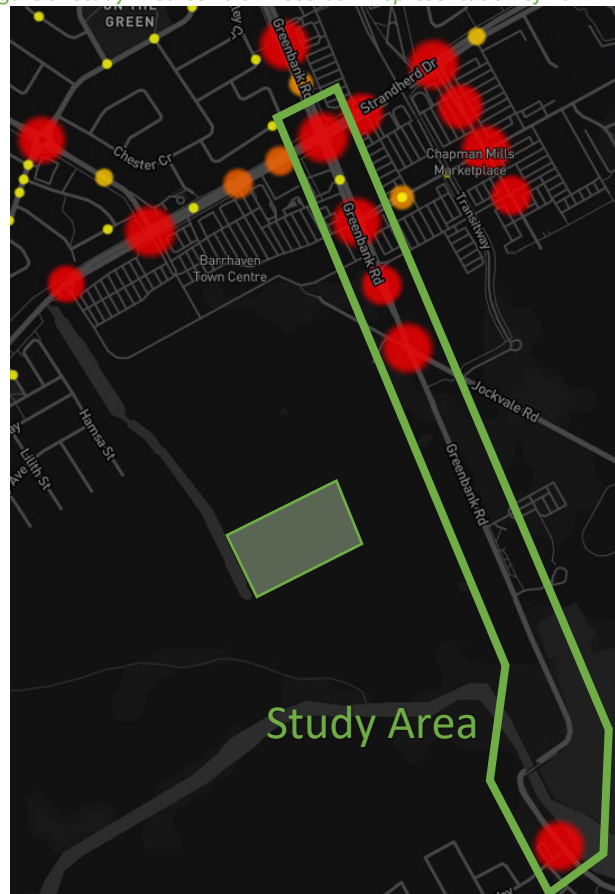 GREEN
Greenbank Rd
Strandherd Dr
Chester Cr
Chapman Mills
Marketplace
Transitway
Greenbank Rd
Barrhaven
Town Centre
Jockvale Rd
Hamsa St
Lilith St
Greenbank Rd
Study Area